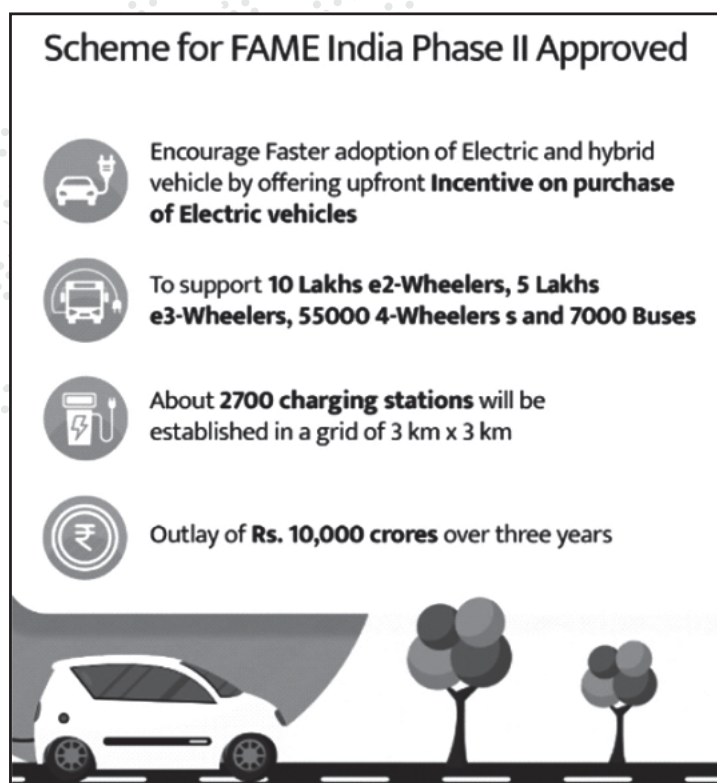 Scheme for FAME India Phase II Approved
Encourage Faster adoption of Electric and hybrid
vehicle by offering upfront Incentive on purchase
of Electric vehicles
To support 10 Lakhs e2-Wheelers, 5 Lakhs
e3-Wheelers, 55000 4-Wheelers s and 7000 Buses
About 2700 charging stations will be
established in a grid of 3 km x 3 km
₹
Outlay of Rs. 10,000 crores over three years